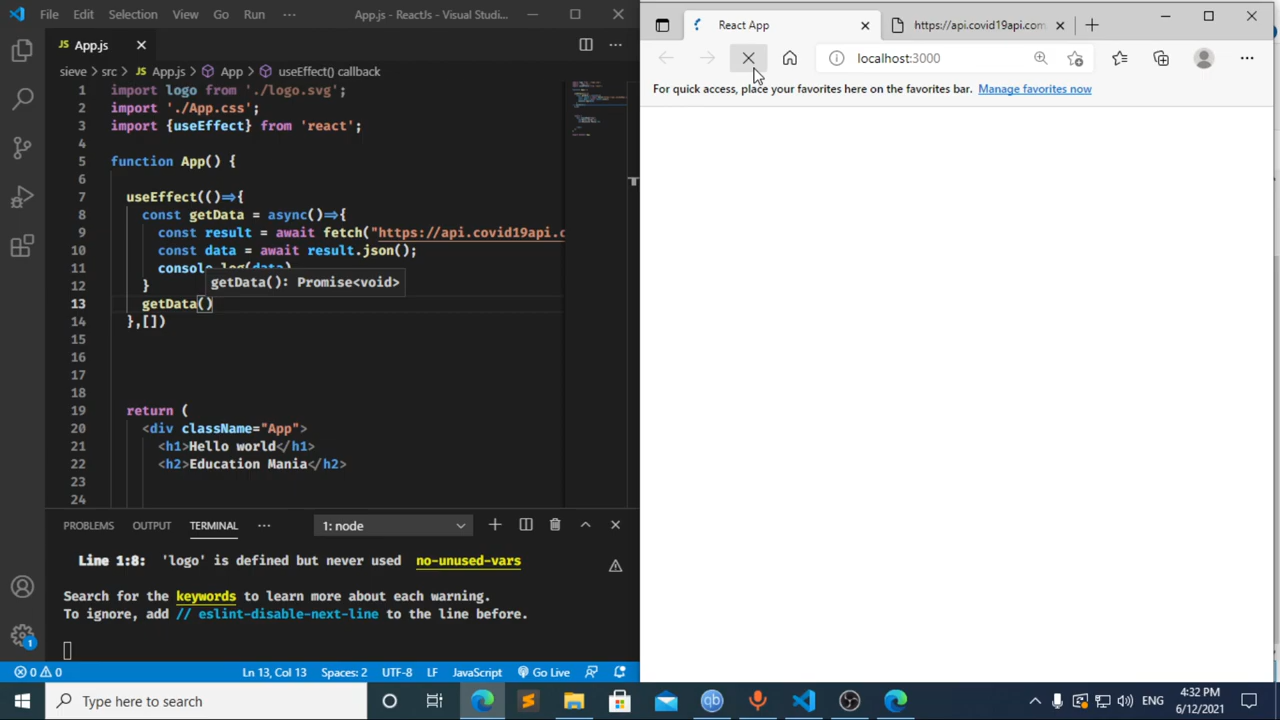 File Edit Selection View Go Run ··· App.js - ReactJs - Visual Studi...
JS App.js
sieve > src > JS App.js > App > useEffect() callback
1 import logo from './logo.svg';
2 import './App.css';
3 import {useEffect} from 'react';
4
5 function App() {
6
7 useEffect(()=>{
8 const getData = async()=>{
9 const result = await fetch("https://api.covid19api.c
10 const data = await result.json();
11 console.log(data)
getData(): Promise<void>
12 }
13 getData()
14 },[])
15
16
17
18
19 return (
20 <div className="App">
21 <h1>Hello world</h1>
22 <h2>Education Mania</h2>
23
24
PROBLEMS OUTPUT TERMINAL ··· 1: node
Line 1:8: 'logo' is defined but never used no-unused-vars
Search for the keywords to learn more about each warning.
To ignore, add // eslint-disable-next-line to the line before.
1
0 0 Ln 13, Col 13 Spaces: 2 UTF-8 LF JavaScript Go Live
React App
https://api.covid19api.com
localhost:3000
For quick access, place your favorites here on the favorites bar. Manage favorites now
Type here to search
qb
ENG
4:32 PM
6/12/2021